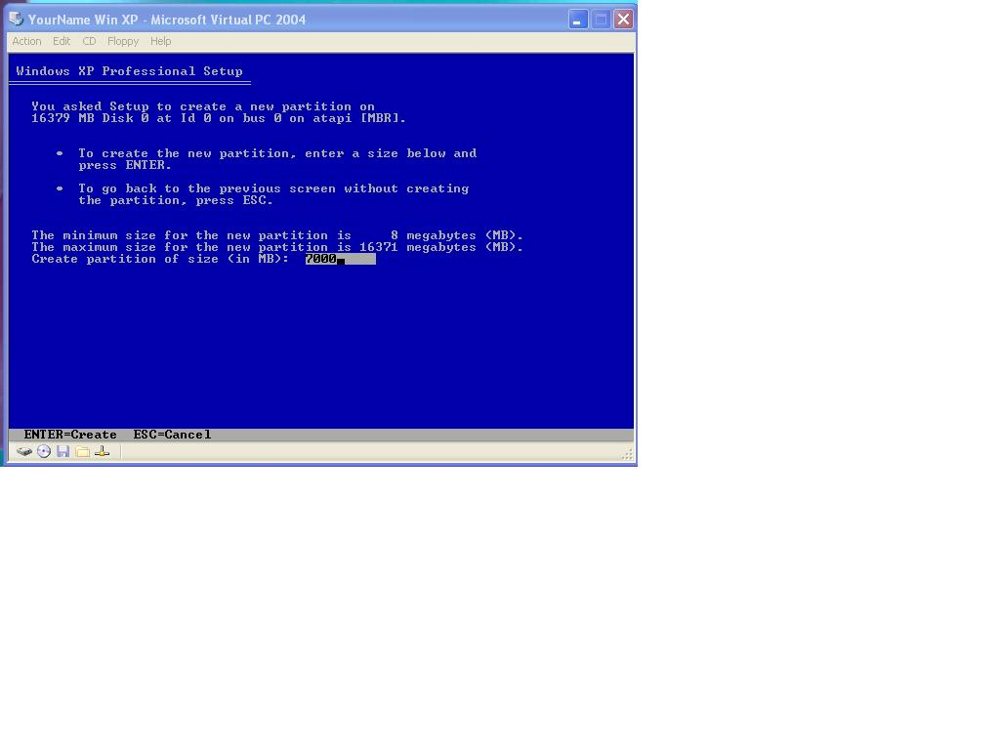 YourName Win XP - Microsoft Virtual PC 2004
Action Edit CD Floppy Help
Windows XP Professional Setup
You asked Setup to create a new partition on
16379 MB Disk 0 at Id 0 on bus 0 on atapi [MBR].
• To create the new partition, enter a size below and
press ENTER.
• To go back to the previous screen without creating
the partition, press ESC.
The minimum size for the new partition is 8 megabytes (MB).
The maximum size for the new partition is 16371 megabytes (MB).
Create partition of size (in MB): 7000
ENTER=Create ESC=Cancel